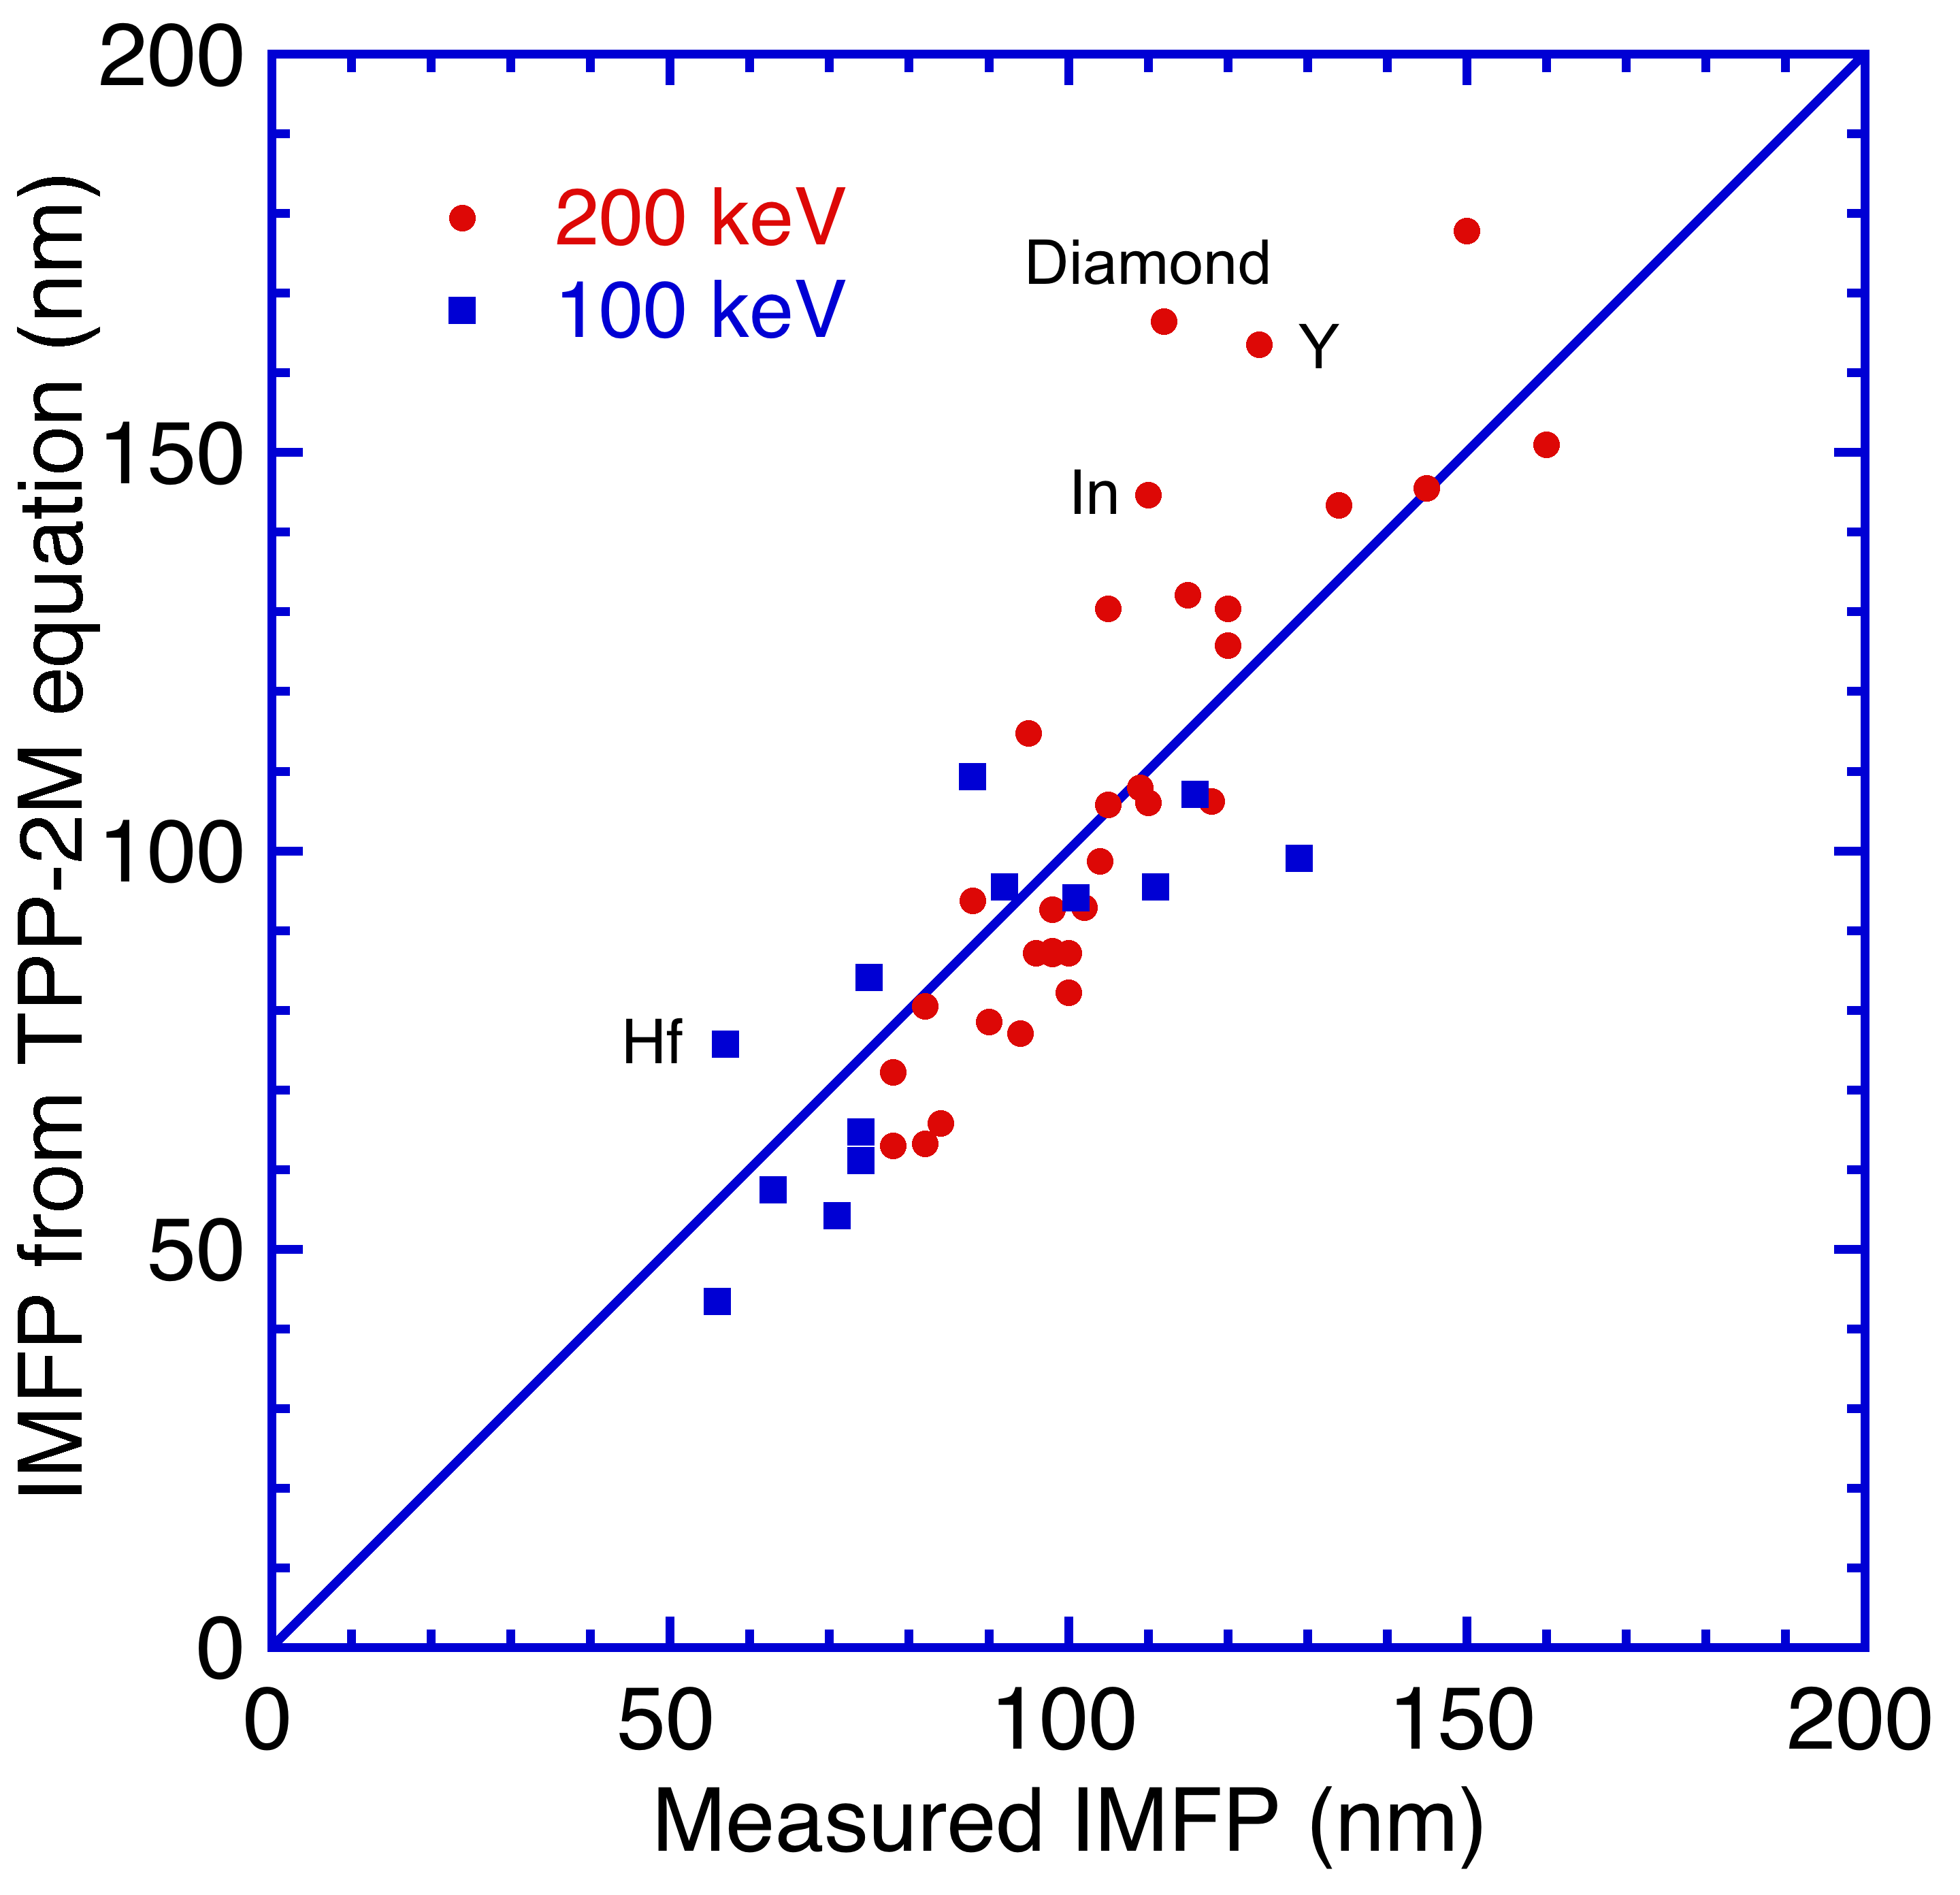 IMFP from TPP-2M equation (nm)
200
150
100
50
0
200 keV
100 keV
Diamond
Y
In
Hf
0 50 100 150 200
Measured IMFP (nm)